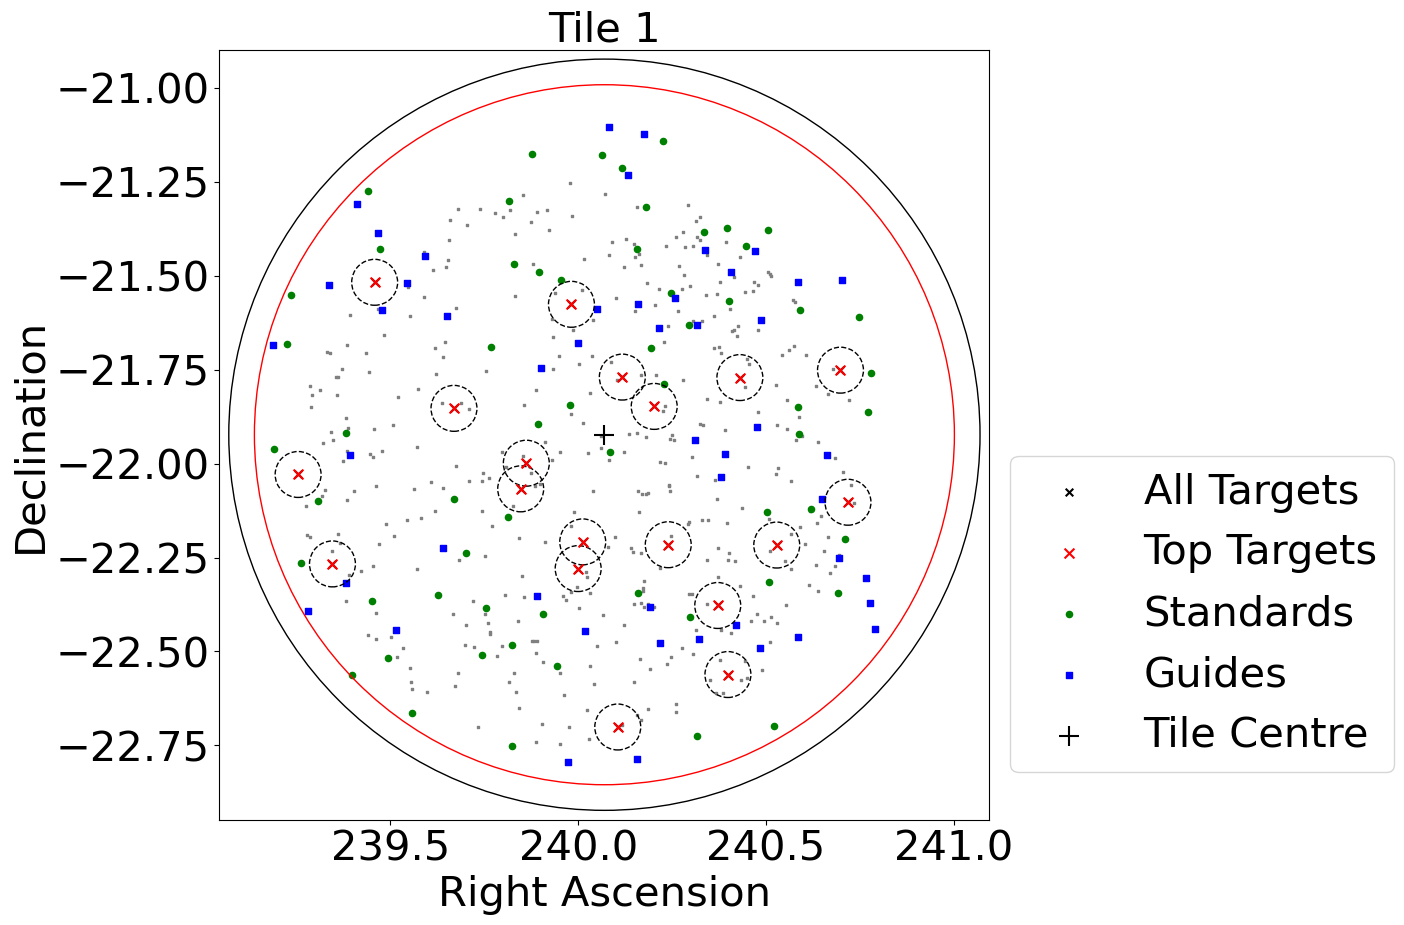 Tile 1
−21.00
−21.25
−21.50
−21.75
−22.00
−22.25
−22.50
−22.75
Declination
239.5 240.0 240.5 241.0
Right Ascension
All Targets
Top Targets
Standards
Guides
Tile Centre